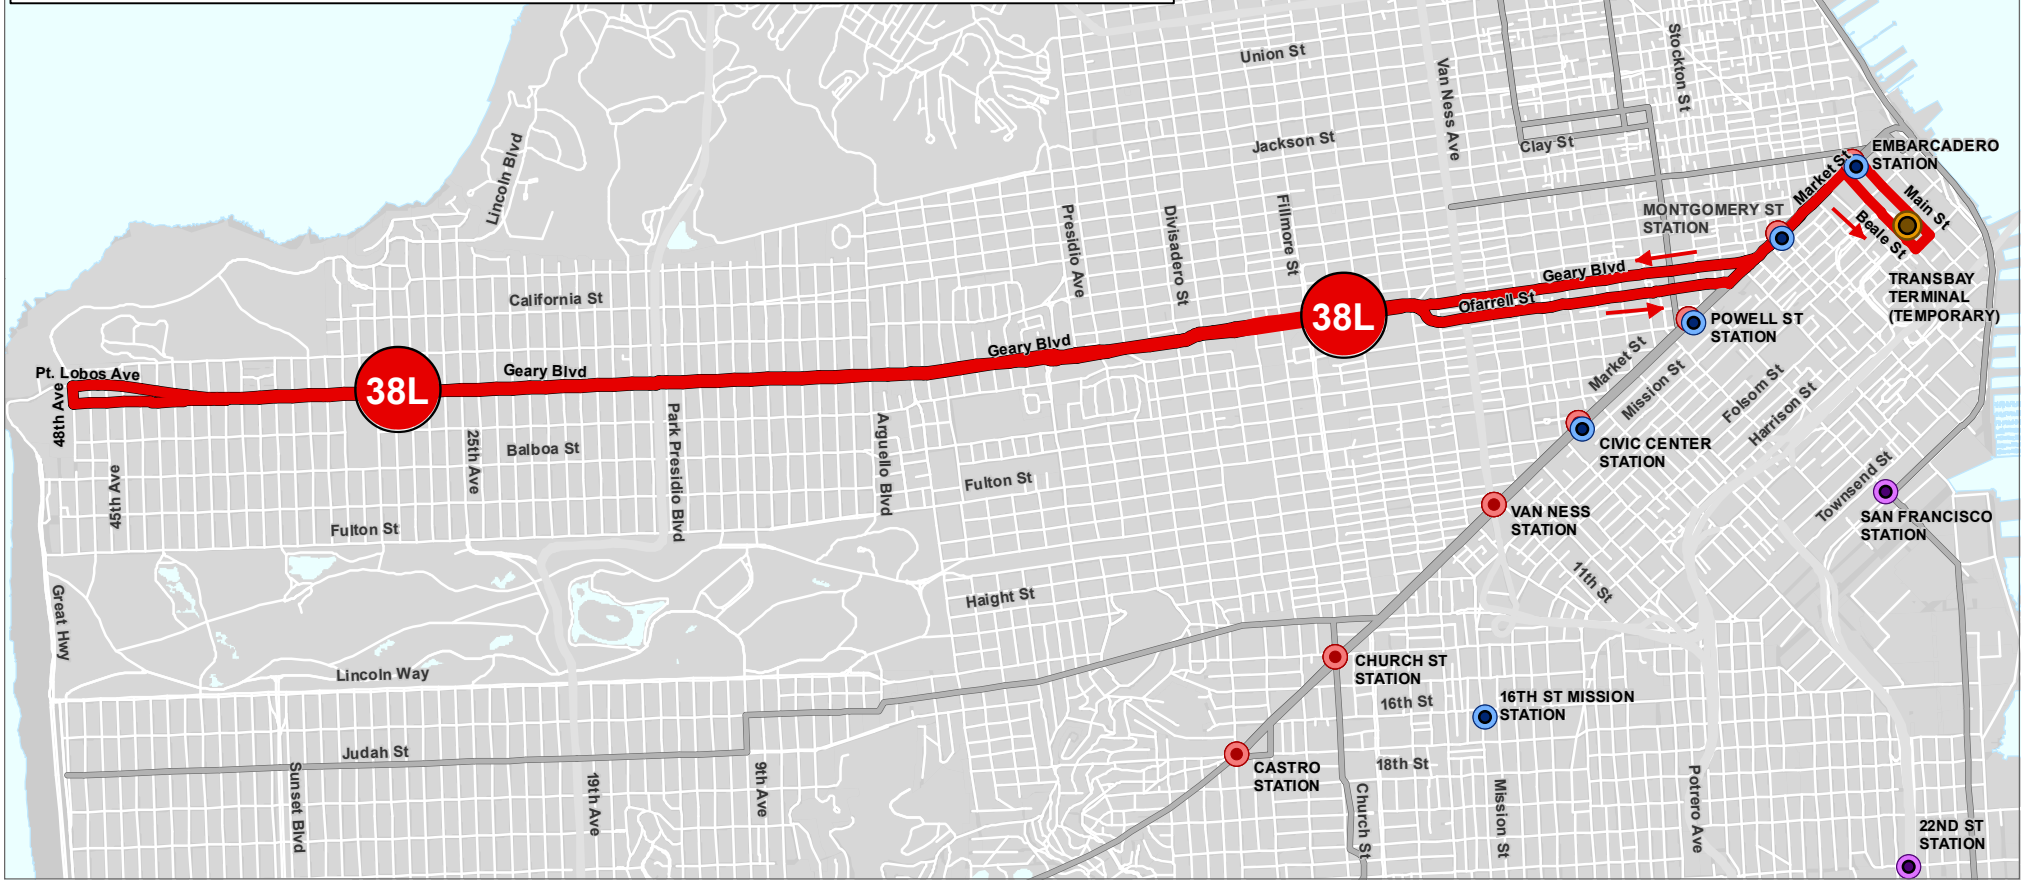 Union St
Stockton St
Van Ness Ave
Jackson St
Clay St
Lincoln Blvd
EMBARCADERO
STATION
Market St
Main St
Beale St
MONTGOMERY ST
STATION
Presidio Ave
Divisadero St
Fillmore St
Geary Blvd
Ofarrell St
TRANSBAY
TERMINAL
(TEMPORARY)
California St
38L
POWELL ST
STATION
Geary Blvd
Market St
Mission St
Folsom St
Harrison St
Pt. Lobos Ave
48th Ave
38L
Geary Blvd
Park Presidio Blvd
Arguello Blvd
25th Ave
Balboa St
45th Ave
Fulton St
CIVIC CENTER
STATION
Townsend St
Fulton St
VAN NESS
STATION
SAN FRANCISCO
STATION
11th St
Great Hwy
Haight St
Lincoln Way
CHURCH ST
STATION
16th St
16TH ST MISSION
STATION
Judah St
18th St
CASTRO
STATION
Sunset Blvd
19th Ave
9th Ave
Church St
Mission St
Potrero Ave
22ND ST
STATION